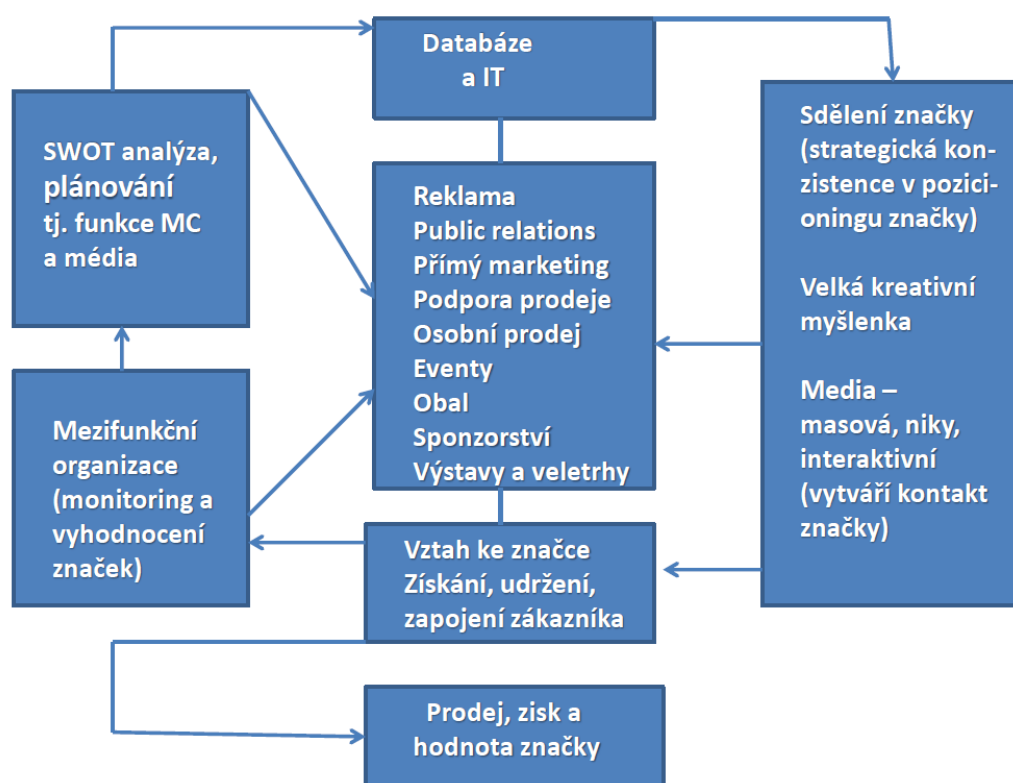 Databáze
a IT
SWOT analýza,
plánování
tj. funkce MC
a média
Reklama
Public relations
Přímý marketing
Podpora prodeje
Osobní prodej
Eventy
Obal
Sponzorství
Výstavy a veletrhy
Sdělení značky
(strategická kon-
zistence v pozici-
oningu značky)
Velká kreativní
myšlenka
Media –
masová, niky,
interaktivní
(vytváří kontakt
značky)
Mezifunkční
organizace
(monitoring a
vyhodnocení
značek)
Vztah ke značce
Získání, udržení,
zapojení zákazníka
Prodej, zisk a
hodnota značky